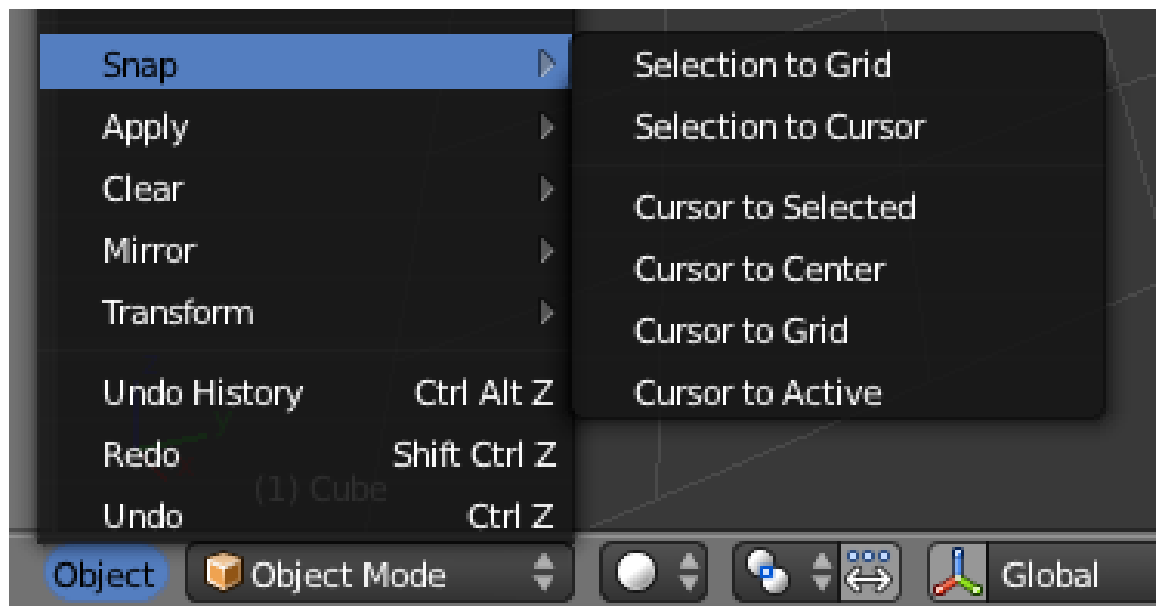 Snap
Apply
Clear
Mirror
Transform
Undo History Ctrl Alt Z
Redo Shift Ctrl Z
Undo Ctrl Z
Selection to Grid
Selection to Cursor
Cursor to Selected
Cursor to Center
Cursor to Grid
Cursor to Active
(1) Cube
Object Object Mode Global